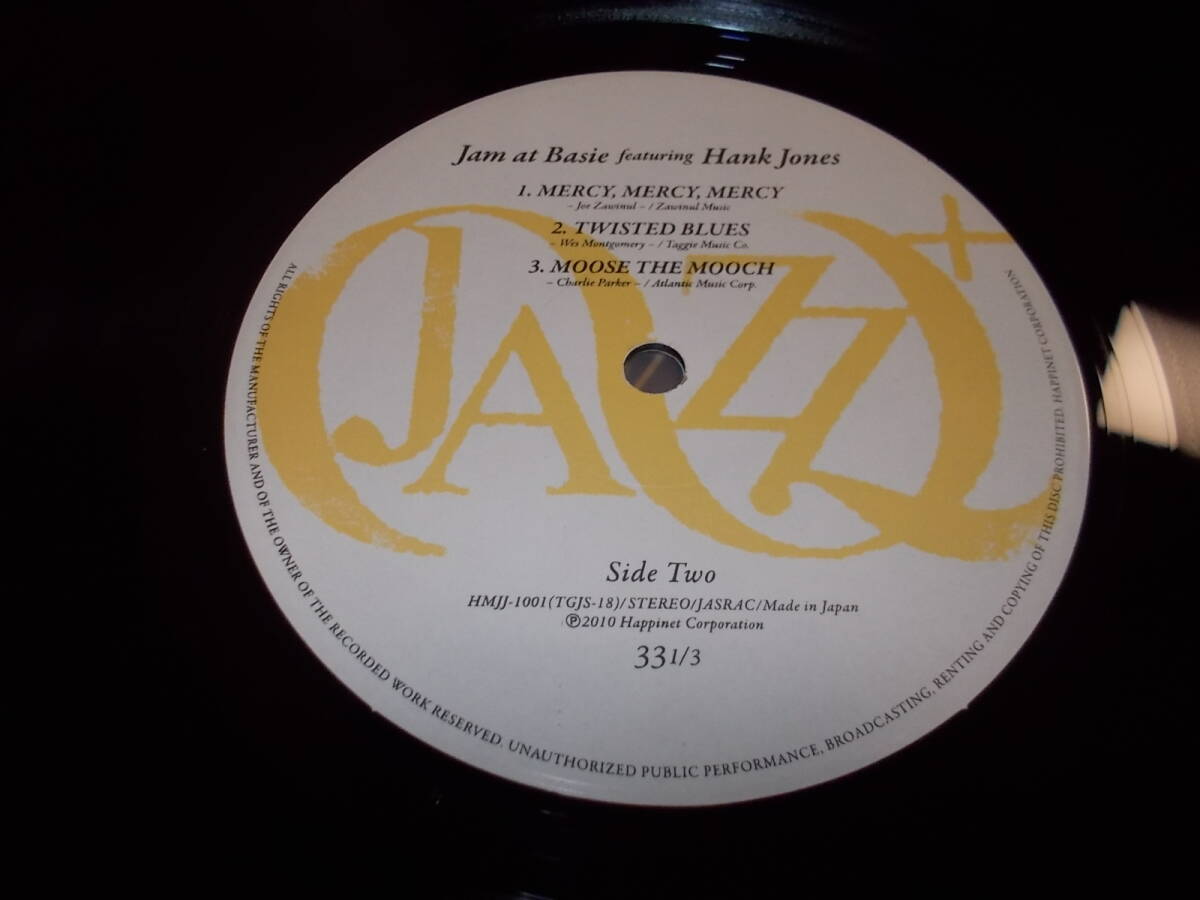 Jam at Basie featuring Hank Jones
1. MERCY, MERCY, MERCY
– Joe Zawinul – / Zawinul Music
2. TWISTED BLUES
– Wes Montgomery – / Taggie Music Co.
3. MOOSE THE MOOCH
– Charlie Parker – / Atlantic Music Corp.
JAZZ+
Side Two
HMJJ-1001(TGJS-18)/STEREO/JASRAC/Made in Japan
℗2010 Happinet Corporation
33 1/3
ALL RIGHTS OF THE MANUFACTURER AND OF THE OWNER OF THE RECORDED WORK RESERVED. UNAUTHORIZED PUBLIC PERFORMANCE, BROADCASTING, RENTING AND COPYING OF THIS DISC PROHIBITED. HAPPINET CORPORATION